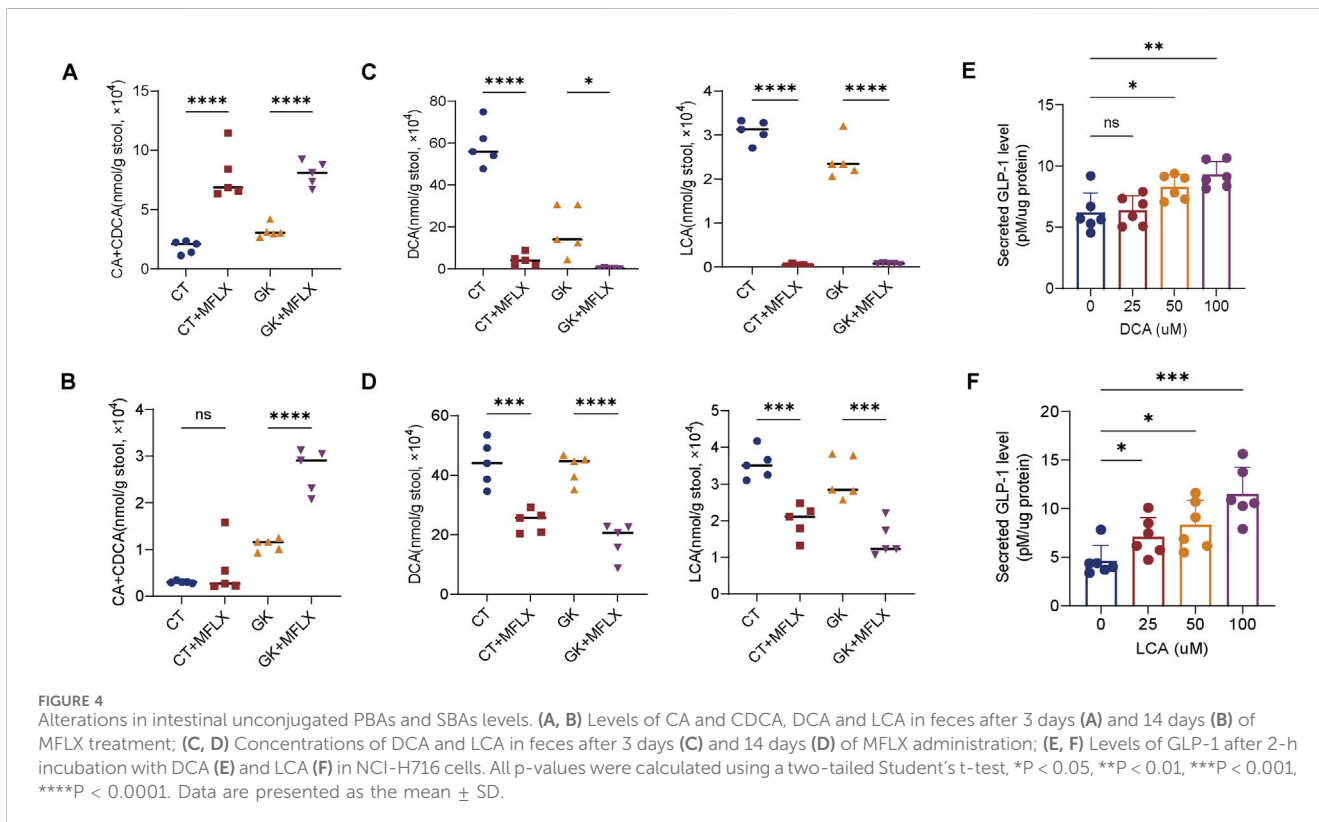 A
CA+CDCA(nmol/g stool, ×10⁴)
15
10
5
0
****
****
CT
CT+MFLX
GK
GK+MFLX
C
DCA(nmol/g stool, ×10⁴)
80
60
40
20
0
****
*
CT
CT+MFLX
GK
GK+MFLX
LCA(nmol/g stool, ×10⁴)
4
3
2
1
0
****
****
CT
CT+MFLX
GK
GK+MFLX
E
Secreted GLP-1 level
(pM/ug protein)
15
10
5
0
**
*
ns
0 25 50 100
DCA (uM)
B
CA+CDCA(nmol/g stool, ×10⁴)
4
3
2
1
0
ns
****
CT
CT+MFLX
GK
GK+MFLX
D
DCA(nmol/g stool, ×10⁴)
60
40
20
0
***
****
CT
CT+MFLX
GK
GK+MFLX
LCA(nmol/g stool, ×10⁴)
5
4
3
2
1
0
***
***
CT
CT+MFLX
GK
GK+MFLX
F
Secreted GLP-1 level
(pM/ug protein)
20
15
10
5
0
***
*
*
0 25 50 100
LCA (uM)
FIGURE 4
Alterations in intestinal unconjugated PBAs and SBAs levels. (A, B) Levels of CA and CDCA, DCA and LCA in feces after 3 days (A) and 14 days (B) of
MFLX treatment; (C, D) Concentrations of DCA and LCA in feces after 3 days (C) and 14 days (D) of MFLX administration; (E, F) Levels of GLP-1 after 2-h
incubation with DCA (E) and LCA (F) in NCI-H716 cells. All p-values were calculated using a two-tailed Student's t-test, *P < 0.05, **P < 0.01, ***P < 0.001,
****P < 0.0001. Data are presented as the mean ± SD.